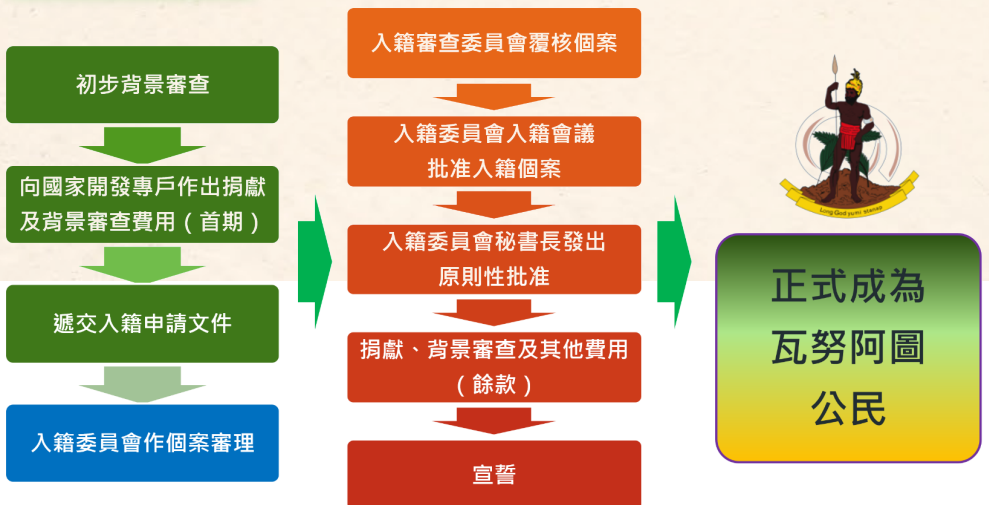 初步背景審查
向國家開發專戶作出捐獻
及背景審查費用（首期）
遞交入籍申請文件
入籍委員會作個案審理
入籍審查委員會覆核個案
入籍委員會入籍會議
批准入籍個案
入籍委員會秘書長發出
原則性批准
捐獻、背景審查及其他費用
（餘款）
宣誓
Long God yumi stanap
正式成為
瓦努阿圖
公民